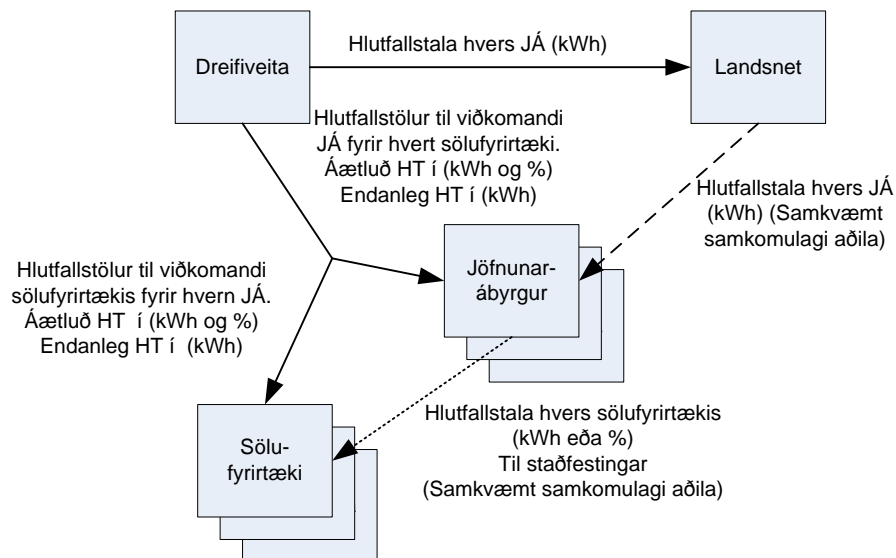 Hlutfallstala hvers JÁ (kWh)
Dreifiveita
Landsnet
Hlutfallstölur til viðkomandi
JÁ fyrir hvert sölufyrirtæki.
Áætluð HT í (kWh og %)
Endanleg HT í (kWh)
Hlutfallstala hvers JÁ
(kWh) (Samkvæmt
samkomulagi aðila)
Jöfnunar-
ábyrgur
Hlutfallstölur til viðkomandi
sölufyrirtækis fyrir hvern JÁ.
Áætluð HT í (kWh og %)
Endanleg HT í (kWh)
Hlutfallstala hvers sölufyrirtækis
(kWh eða %)
Til staðfestingar
(Samkvæmt samkomulagi aðila)
Sölu-
fyrirtæki